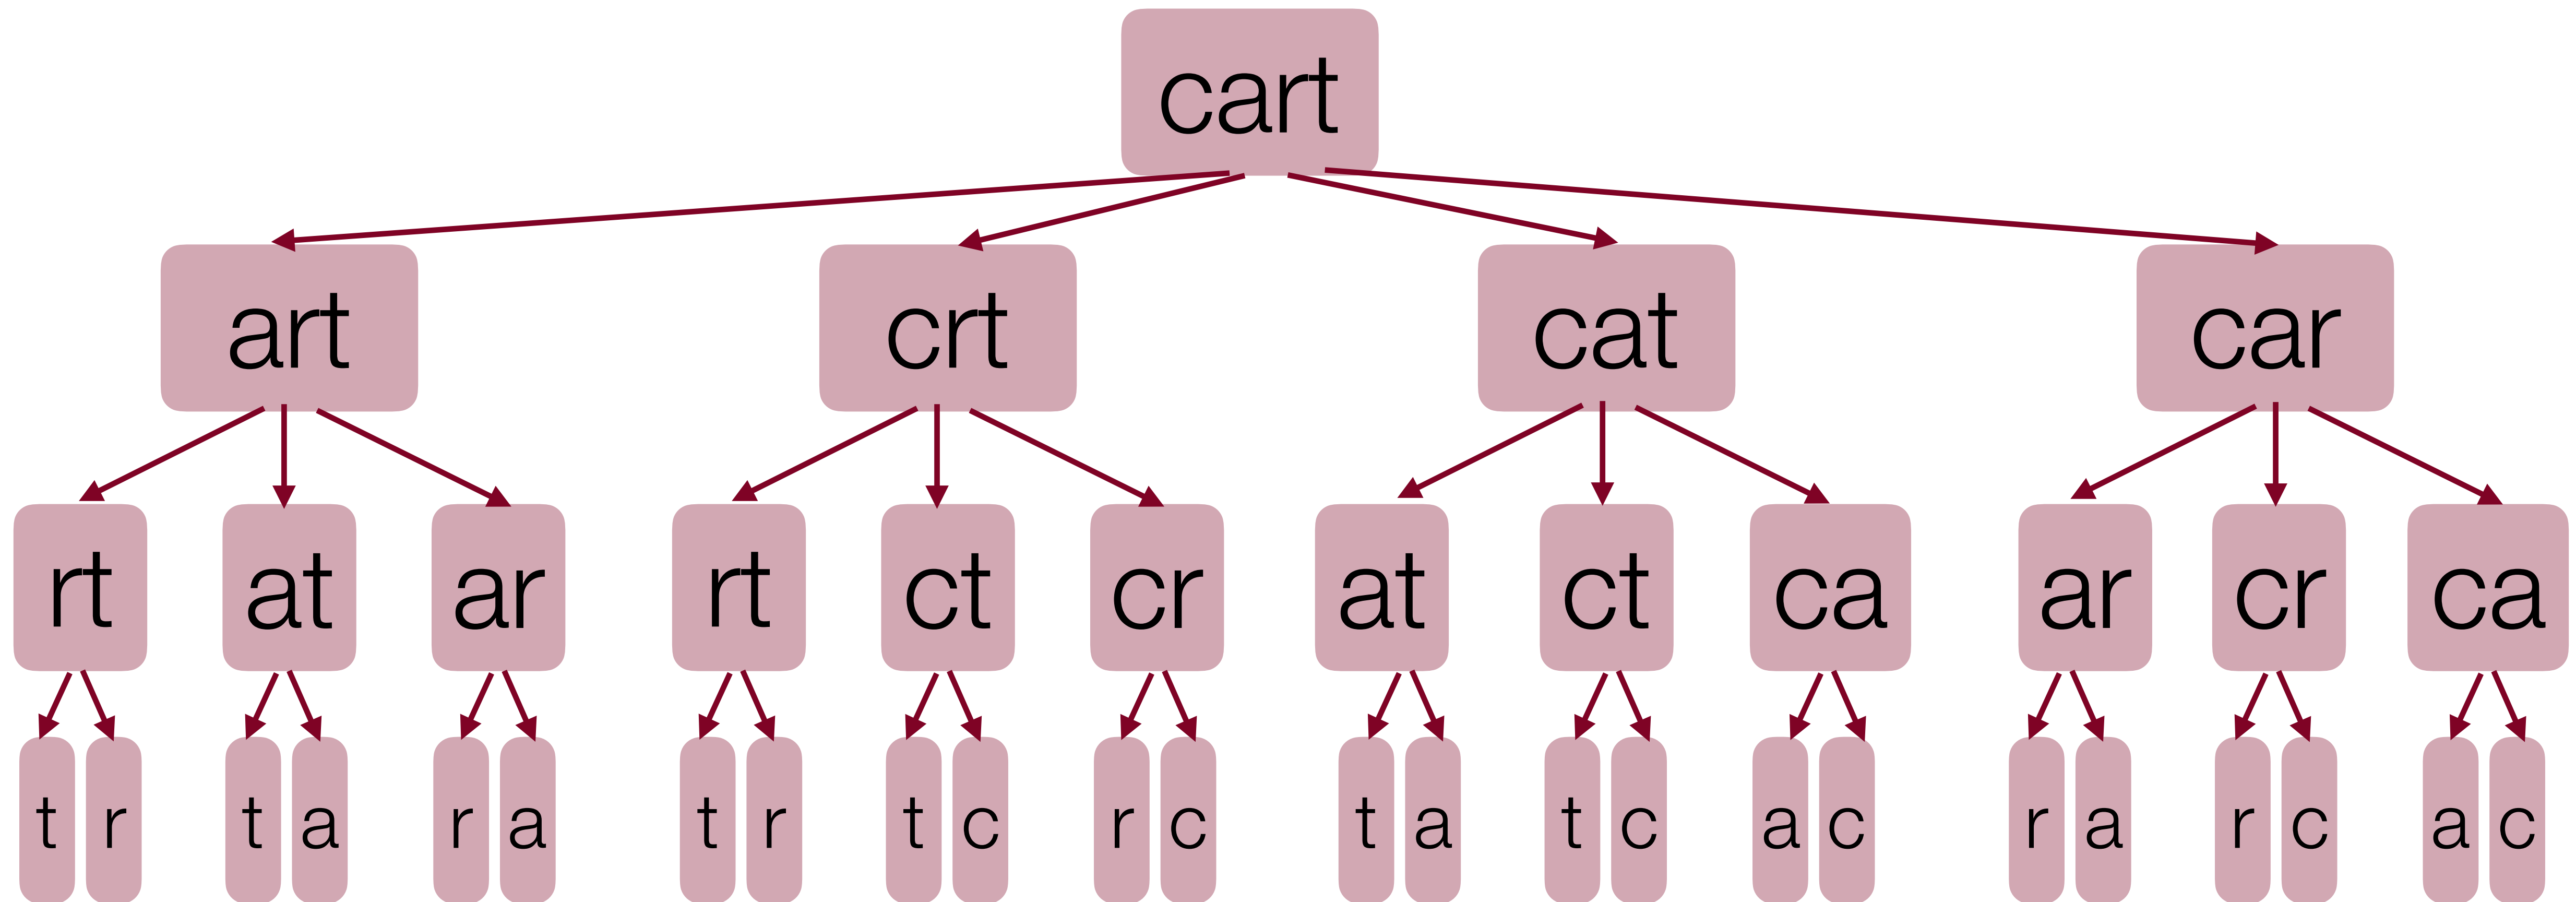 cart
art crt cat car
rt at ar rt ct cr at ct ca ar cr ca
t r t a r a t r t c r c t a t c a c r a r c a c